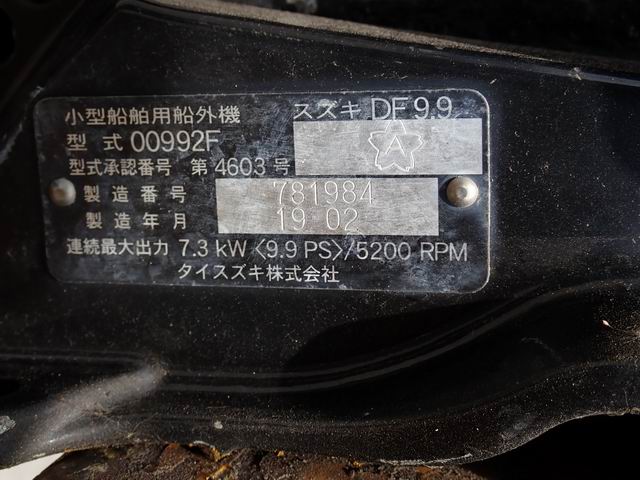 小型船舶用船外機 スズキ DF9.9
型 式 00992F
A
型式承認番号 第 4603 号
製造番号 781984
製造年月 19 02
連続最大出力 7.3 kW〈9.9 PS〉/5200 RPM
タイスズキ株式会社